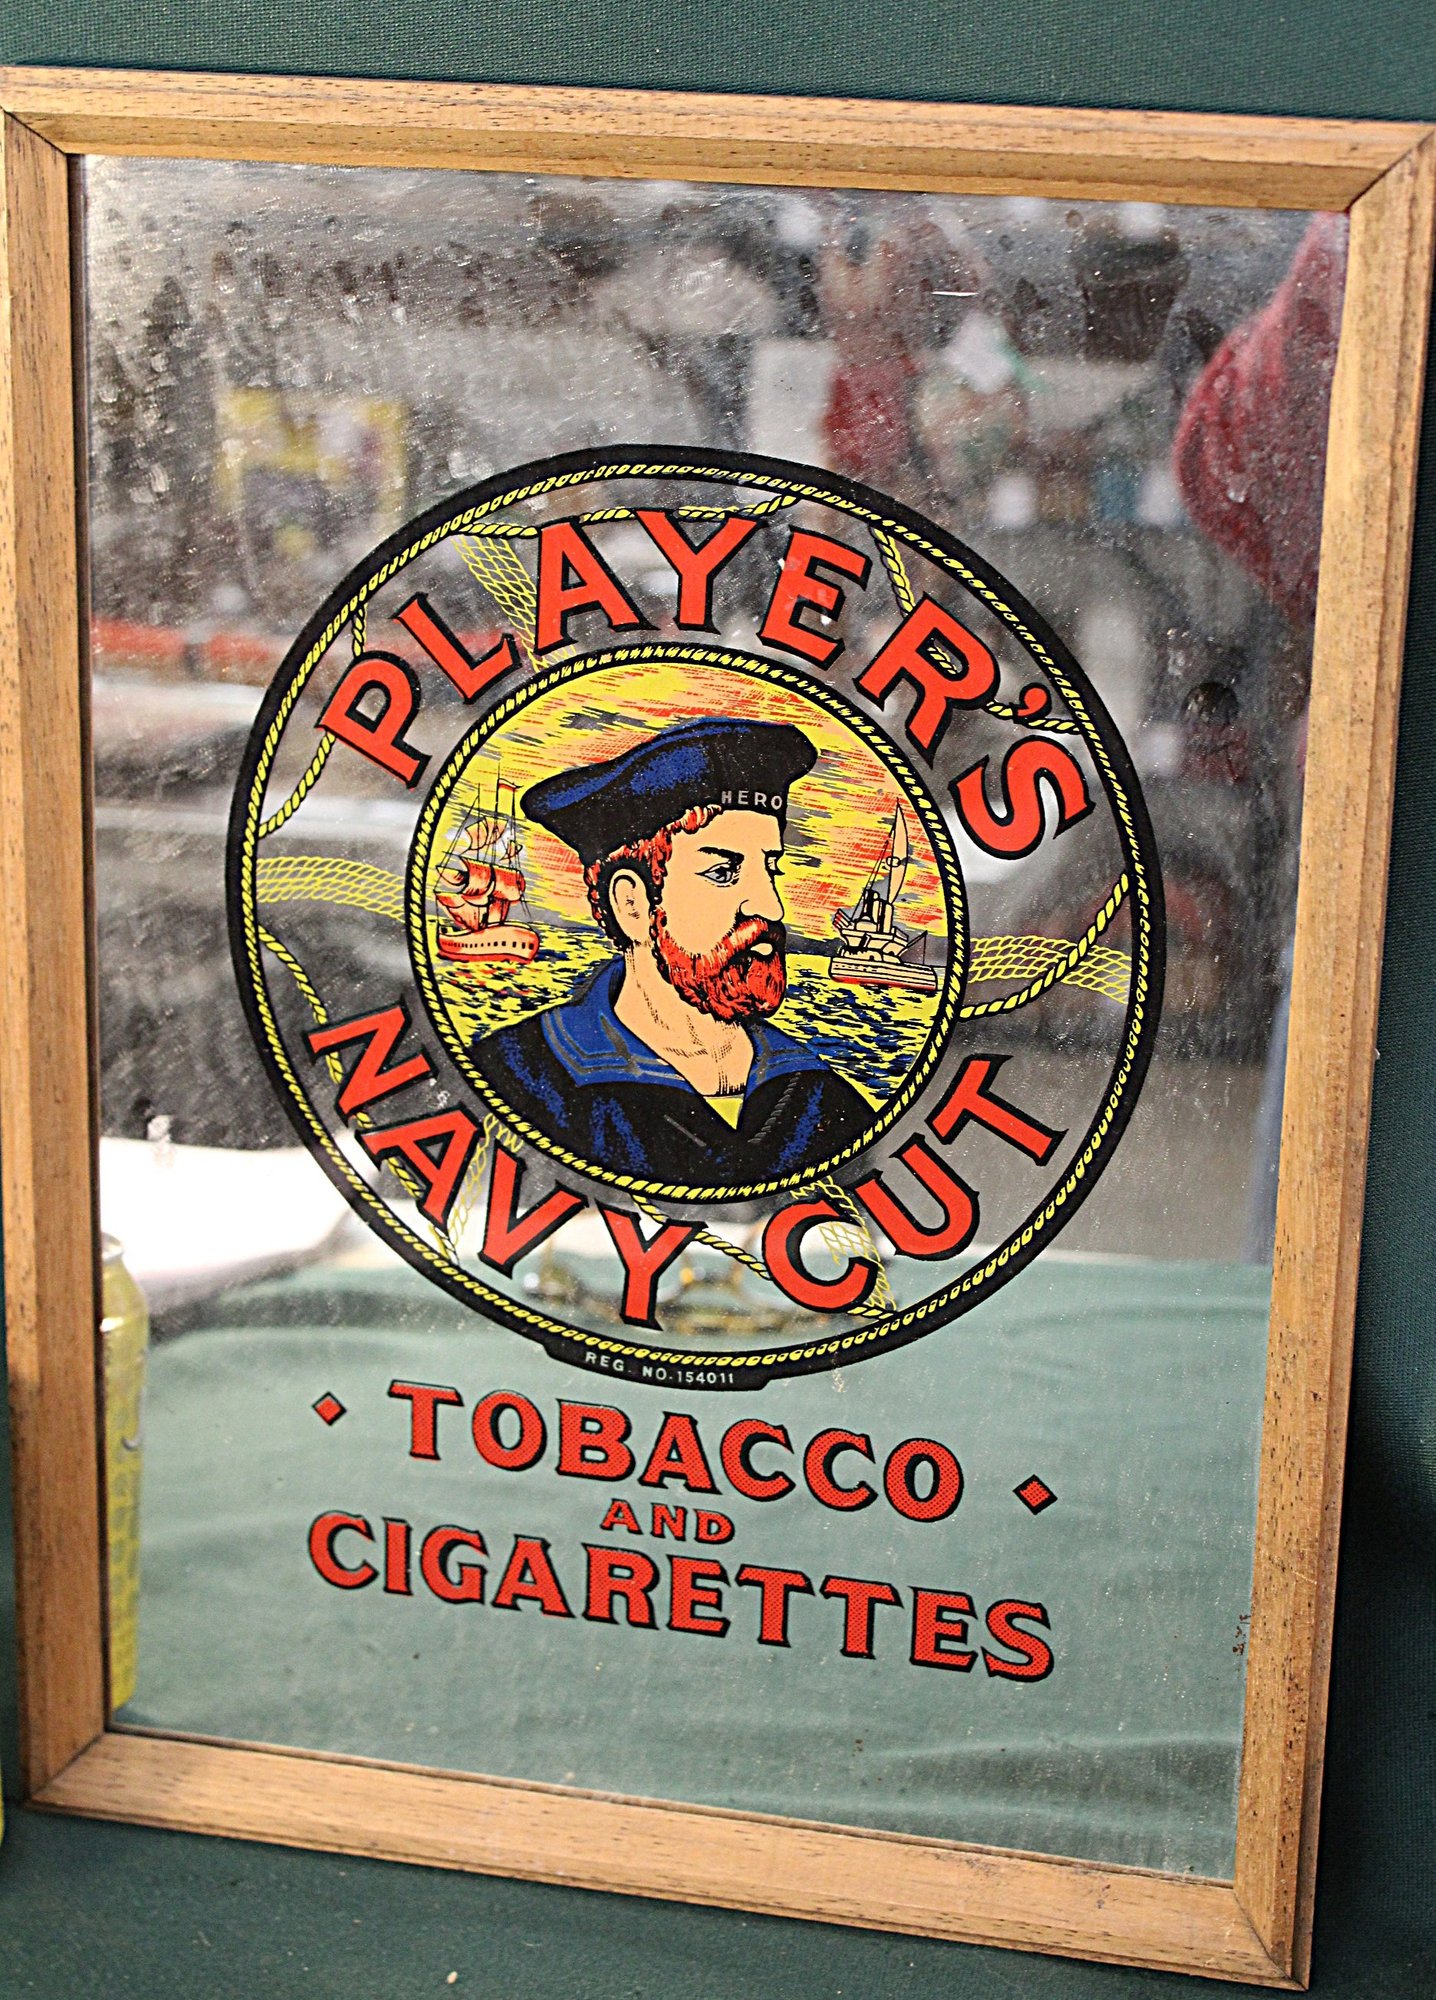 PLAYER'S
HERO
NAVY CUT
REG. NO. 154011
TOBACCO
AND
CIGARETTES